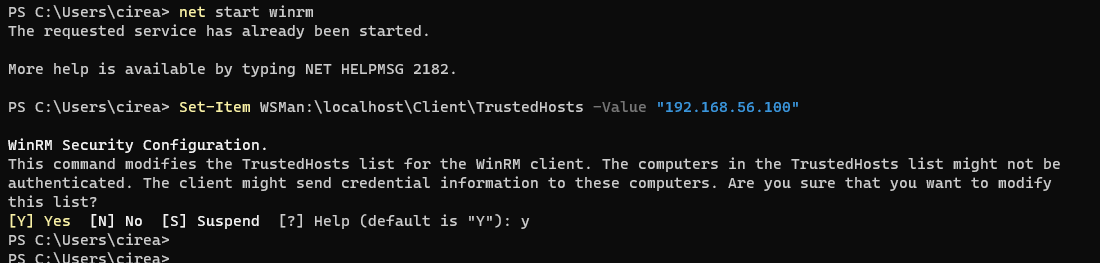 PS C:\Users\cirea> net start winrm
The requested service has already been started.
More help is available by typing NET HELPMSG 2182.
PS C:\Users\cirea> Set-Item WSMan:\localhost\Client\TrustedHosts -Value "192.168.56.100"
WinRM Security Configuration.
This command modifies the TrustedHosts list for the WinRM client. The computers in the TrustedHosts list might not be
authenticated. The client might send credential information to these computers. Are you sure that you want to modify
this list?
[Y] Yes  [N] No  [S] Suspend  [?] Help (default is "Y"): y
PS C:\Users\cirea>
PS C:\Users\cirea>